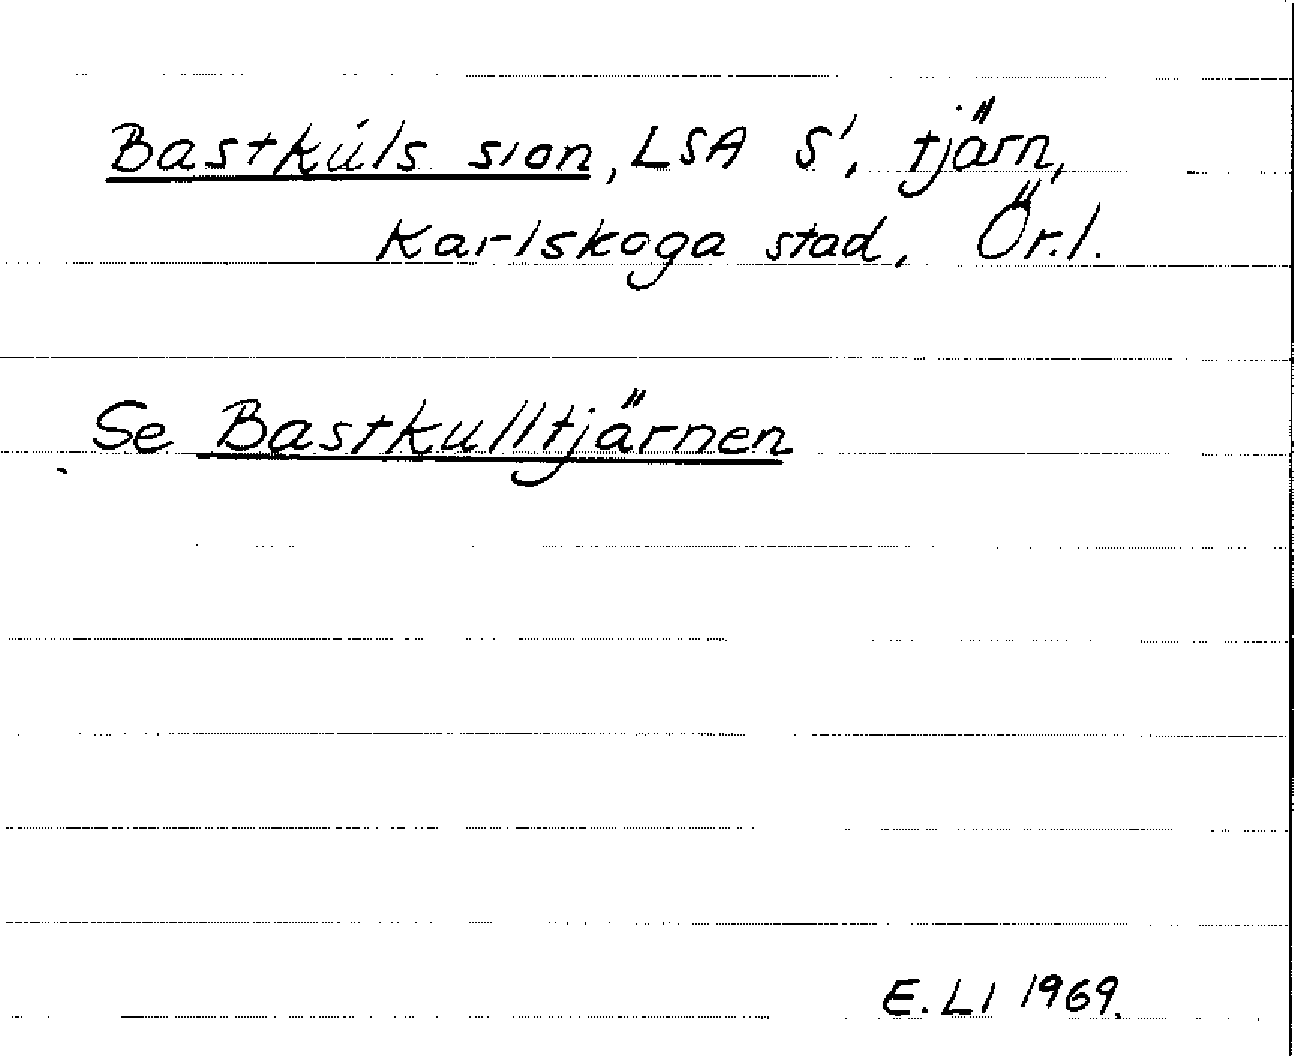 Bastkúls sion, LSA S', tjärn,
Karlskoga stad, Ör.l.
Se Bastkulltjärnen
E.LI 1969.